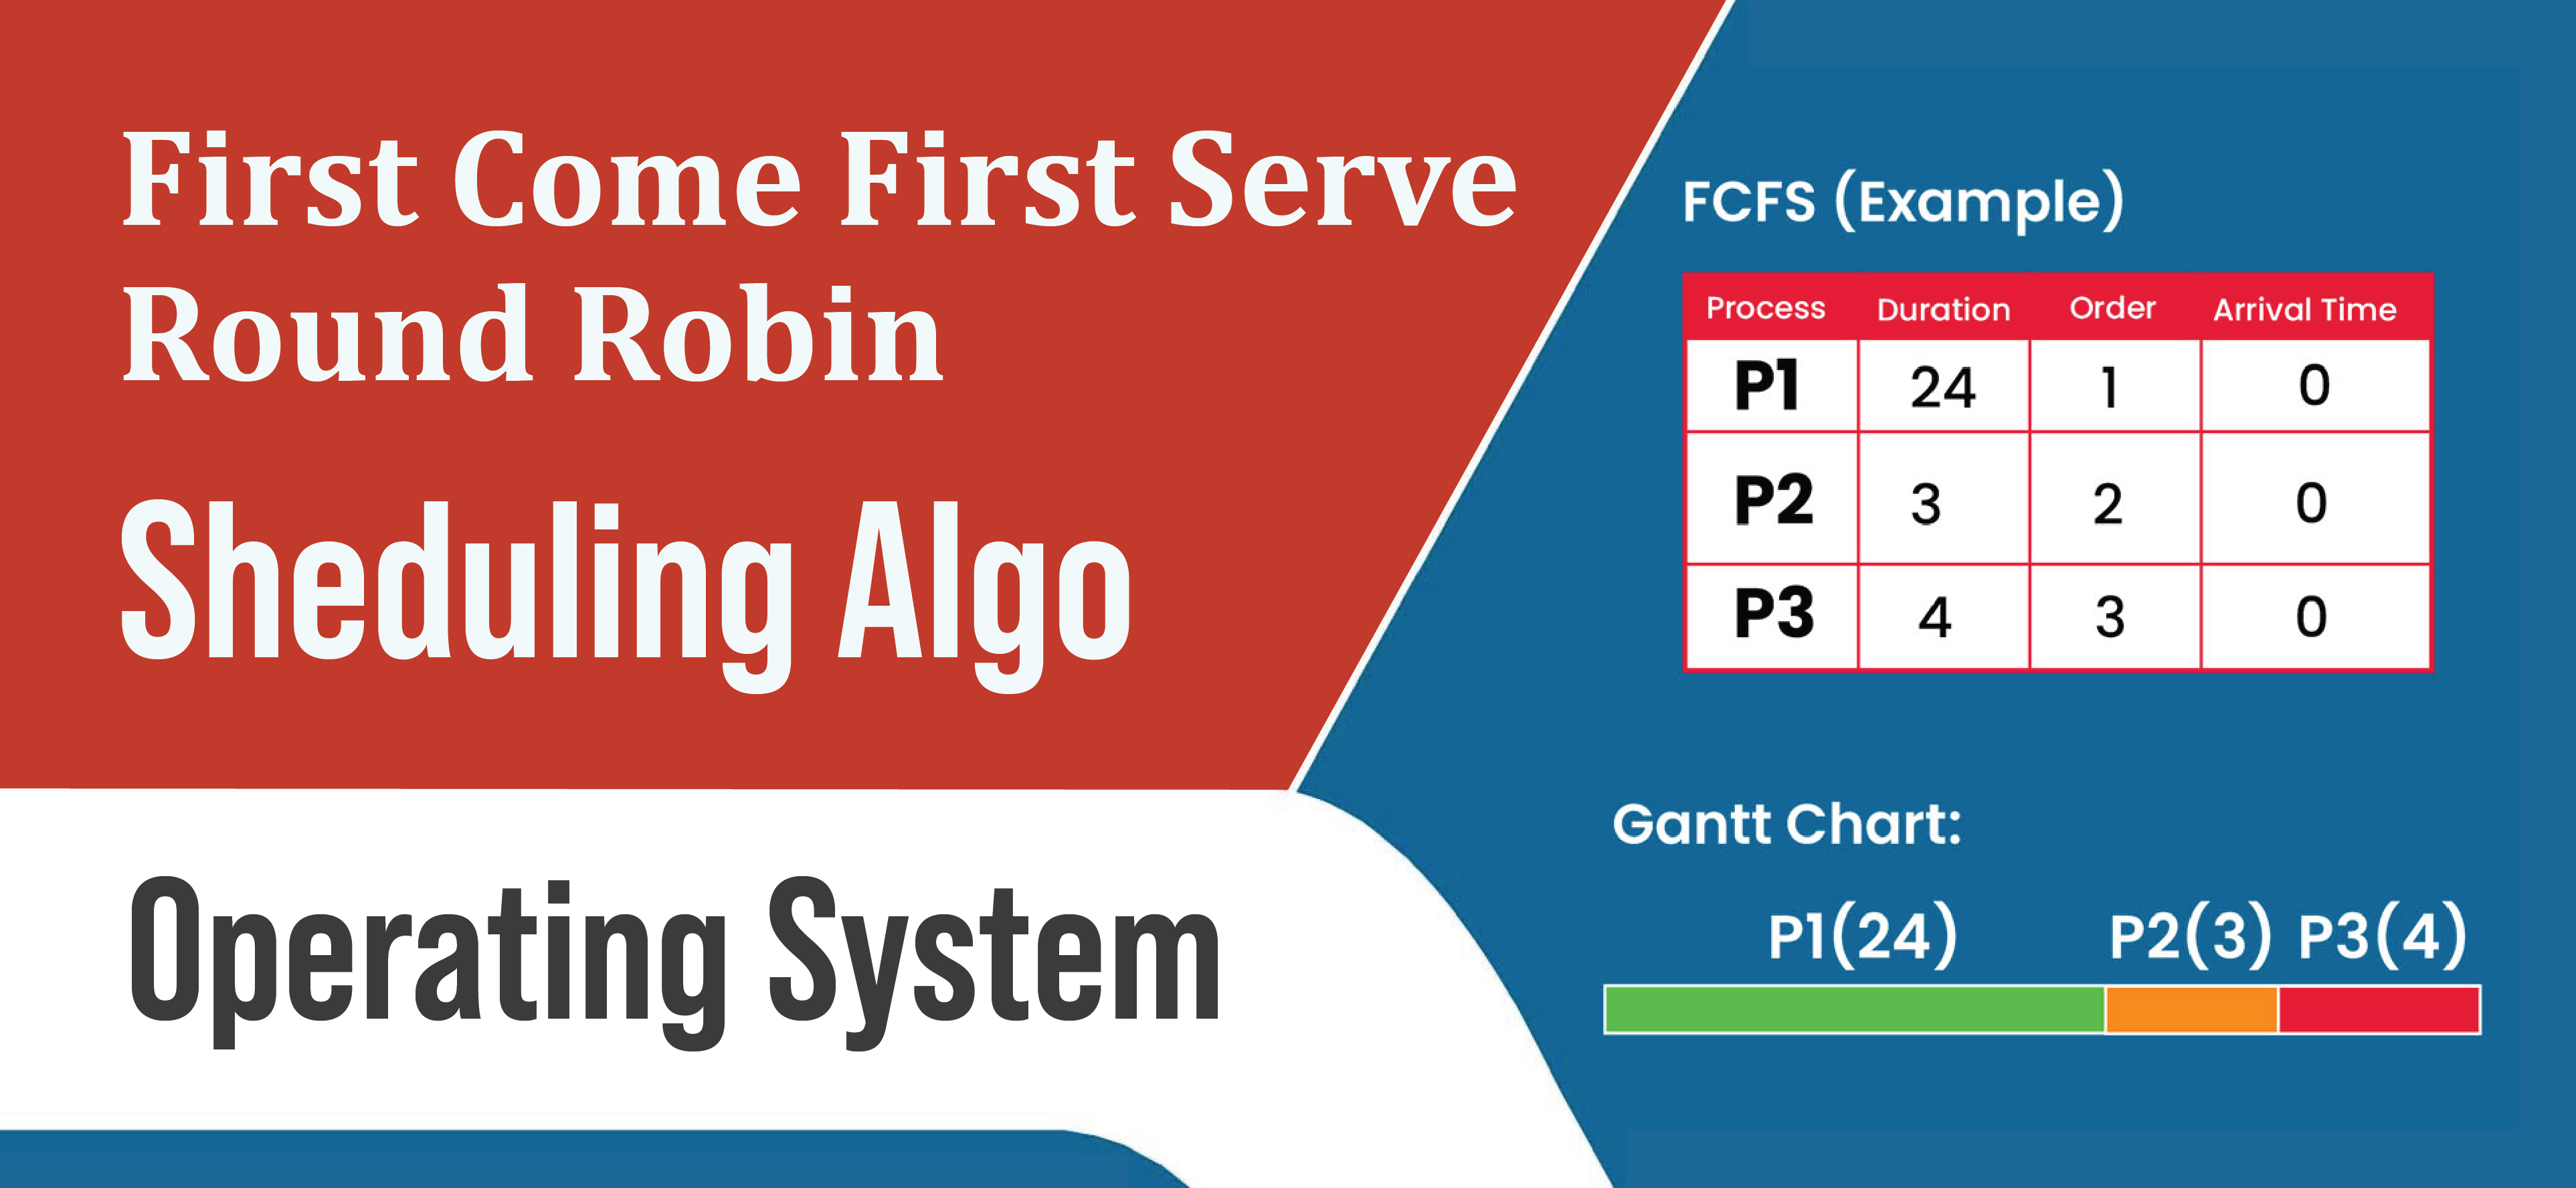 First Come First Serve
Round Robin
Sheduling Algo
Operating System
FCFS (Example)
Process Duration Order Arrival Time
P1 24 1 0
P2 3 2 0
P3 4 3 0
Gantt Chart:
P1(24) P2(3) P3(4)